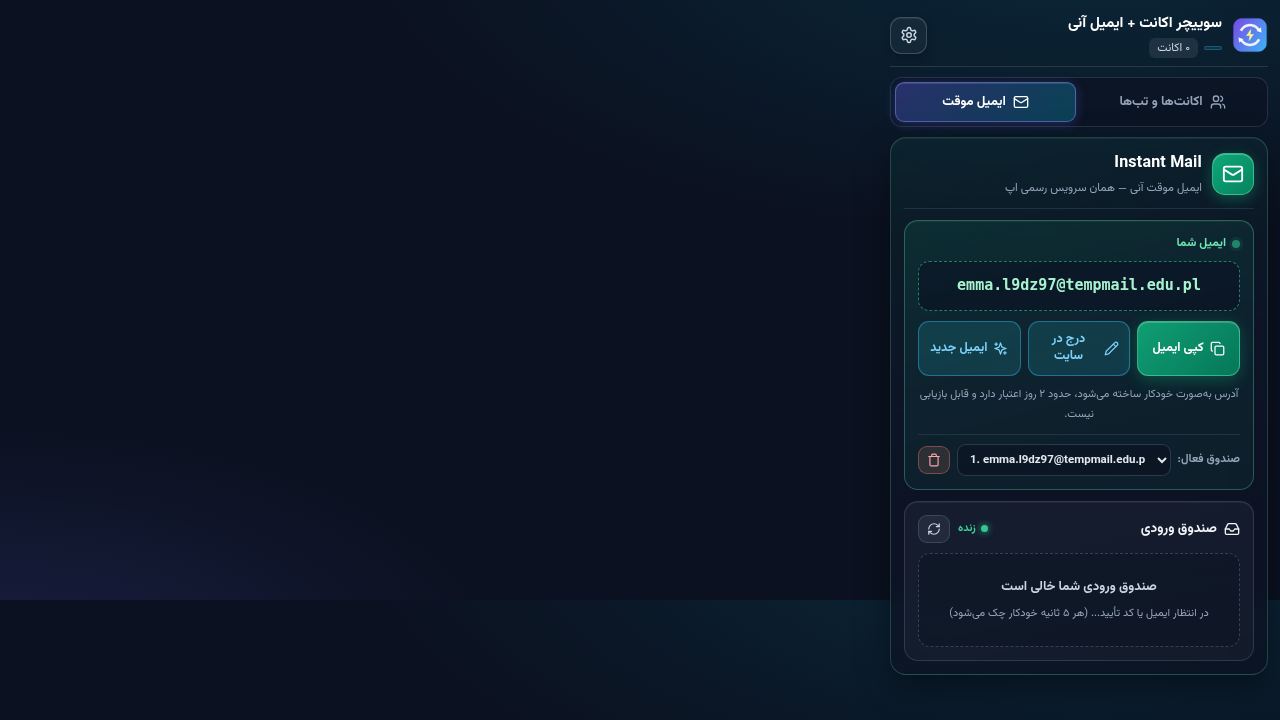 سوییچر اکانت + ایمیل آنی
۰ اکانت
اکانت‌ها و تب‌ها
ایمیل موقت
Instant Mail
ایمیل موقت آنی — همان سرویس رسمی اپ
ایمیل شما
emma.l9dz97@tempmail.edu.pl
کپی ایمیل
درج در
سایت
ایمیل جدید
آدرس به‌صورت خودکار ساخته می‌شود، حدود ۲ روز اعتبار دارد و قابل بازیابی
نیست.
صندوق فعال:
1. emma.l9dz97@tempmail.edu.p
صندوق ورودی
زنده
صندوق ورودی شما خالی است
در انتظار ایمیل یا کد تأیید... (هر ۵ ثانیه خودکار چک می‌شود)